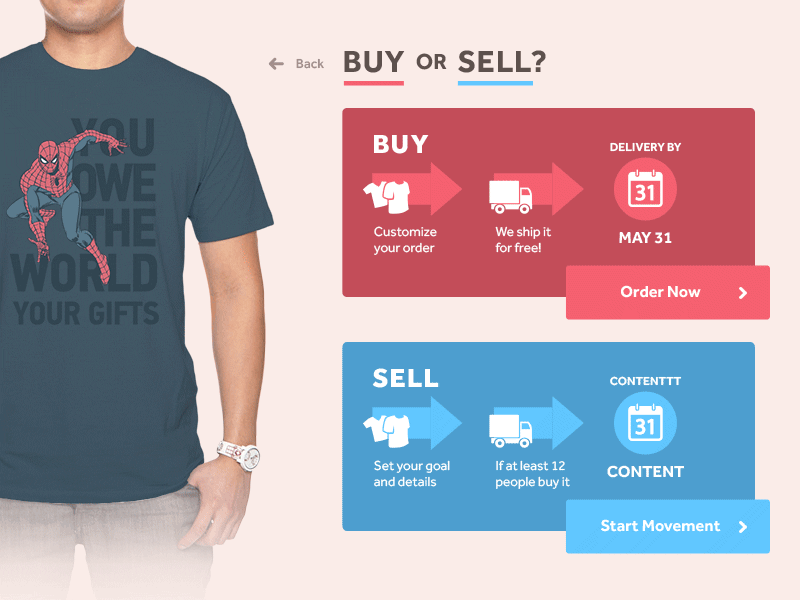 YOU
OWE
THE
WORLD
YOUR GIFTS
Back
BUY OR SELL?
BUY
Customize
your order
We ship it
for free!
DELIVERY BY
31
MAY 31
Order Now
SELL
Set your goal
and details
If at least 12
people buy it
CONTENTTT
31
CONTENT
Start Movement